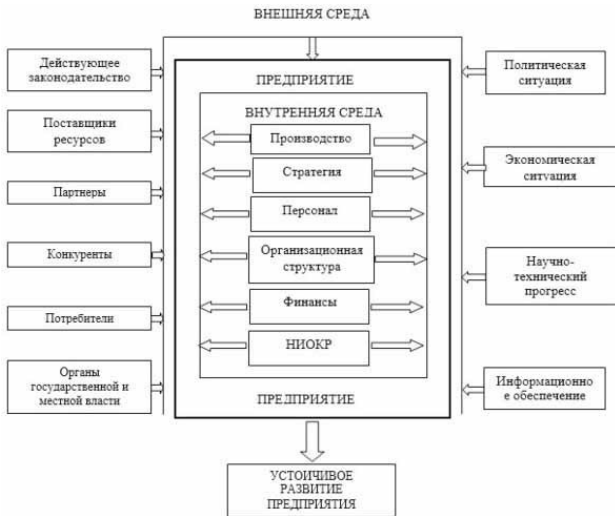 ВНЕШНЯЯ СРЕДА
Действующее
законодательство
Поставщики
ресурсов
Партнеры
Конкуренты
Потребители
Органы
государственной и
местной власти
ПРЕДПРИЯТИЕ
ВНУТРЕННЯЯ СРЕДА
Производство
Стратегия
Персонал
Организационная
структура
Финансы
НИОКР
ПРЕДПРИЯТИЕ
Политическая
ситуация
Экономическая
ситуация
Научно-
технический
прогресс
Информационно
е обеспечение
УСТОИЧИВОЕ
РАЗВИТИЕ
ПРЕДПРИЯТИЯ